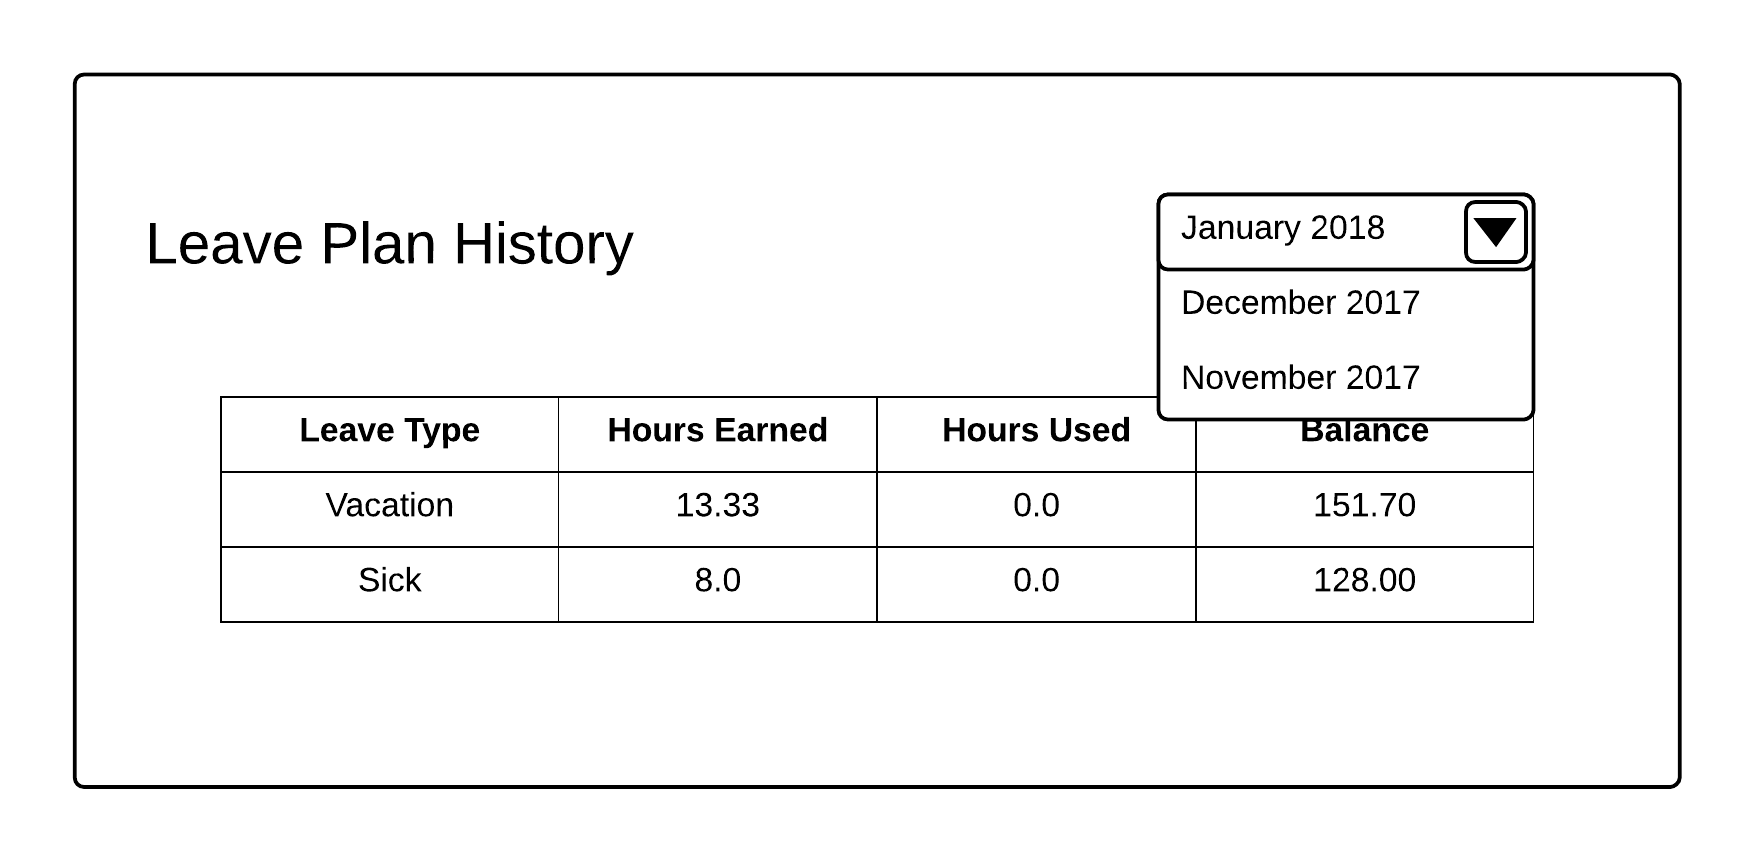 Leave Plan History
January 2018
December 2017
November 2017
Leave Type Hours Earned Hours Used Balance
Vacation 13.33 0.0 151.70
Sick 8.0 0.0 128.00